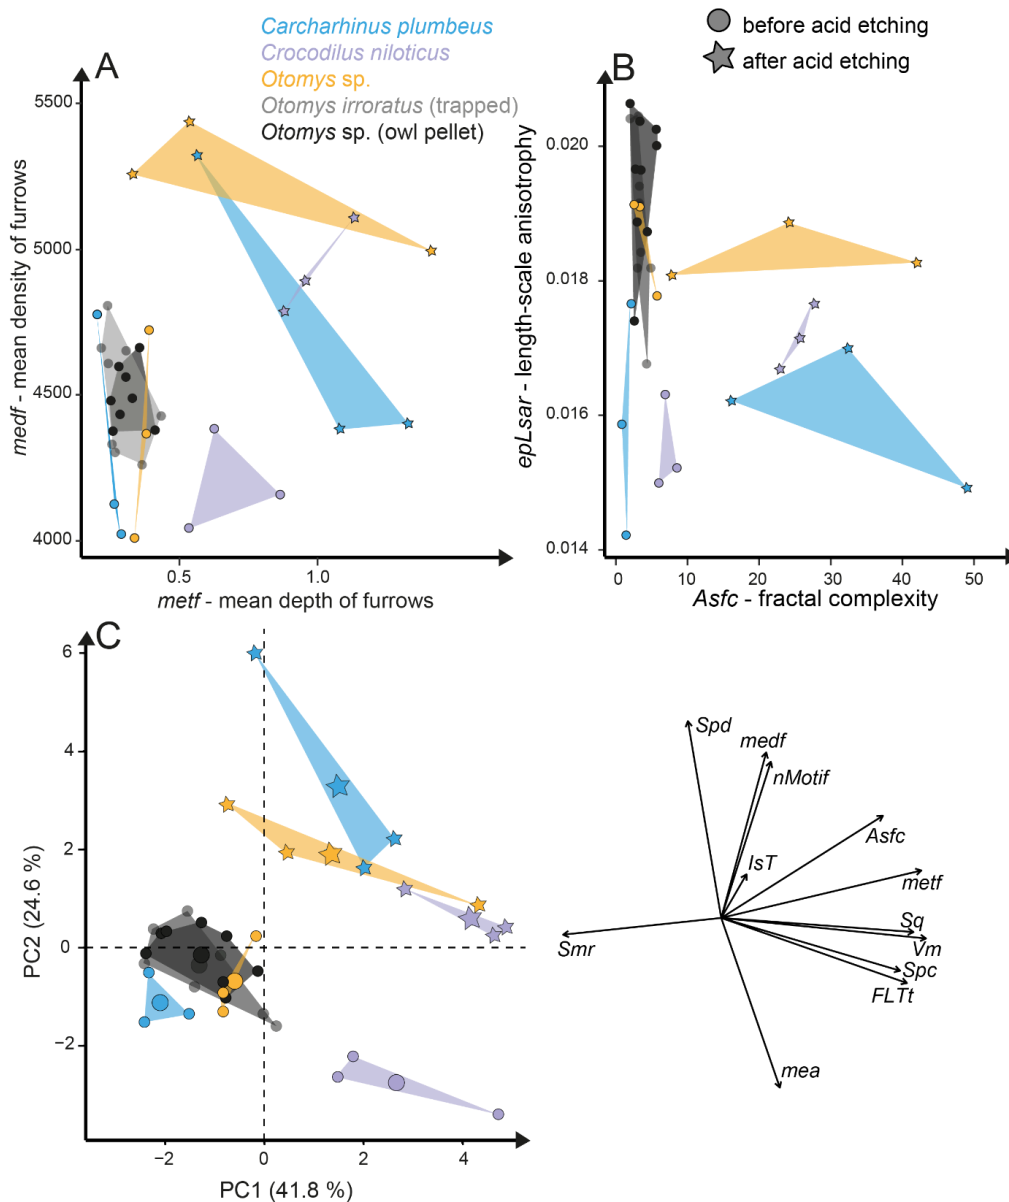 A
Carcharhinus plumbeus
Crocodilus niloticus
Otomys sp.
Otomys irroratus (trapped)
Otomys sp. (owl pellet)
before acid etching
after acid etching
5500
5000
4500
4000
medf - mean density of furrows
0.5
1.0
metf - mean depth of furrows
B
0.020
0.018
0.016
0.014
epLsar - length-scale anisotrophy
0
10
20
30
40
50
Asfc - fractal complexity
C
6
4
2
0
−2
PC2 (24.6 %)
−2
0
2
4
PC1 (41.8 %)
Spd
medf
nMotif
Asfc
IsT
metf
Sq
Smr
Vm
Spc
FLTt
mea